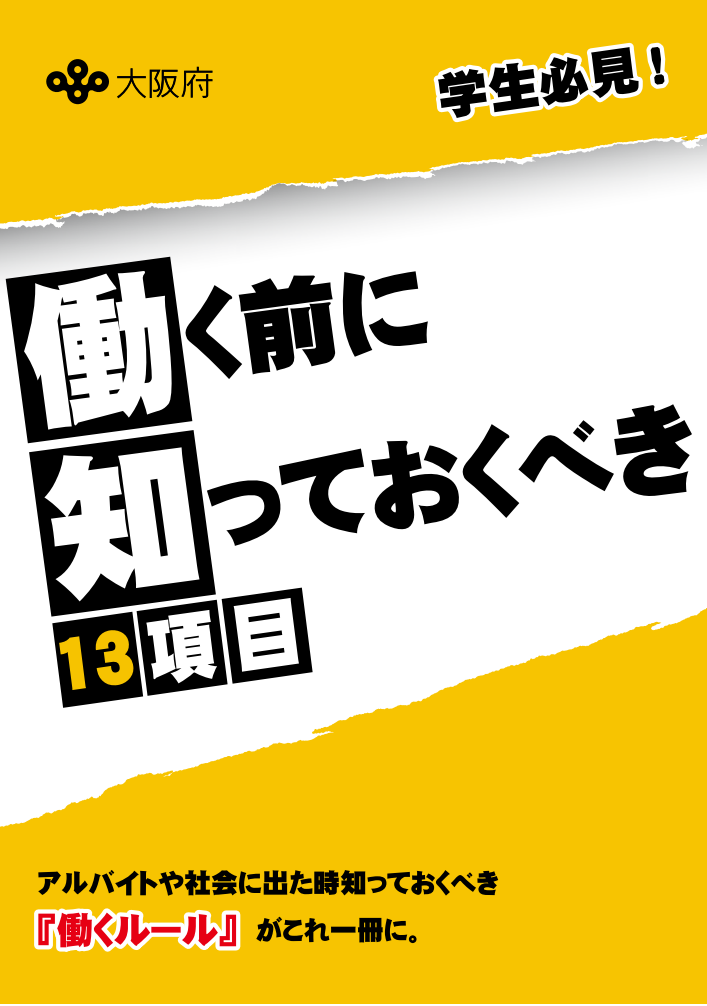 大阪府
学生必見！
働く前に
知っておくべき
13項目
アルバイトや社会に出た時知っておくべき
『働くルール』がこれ一冊に。